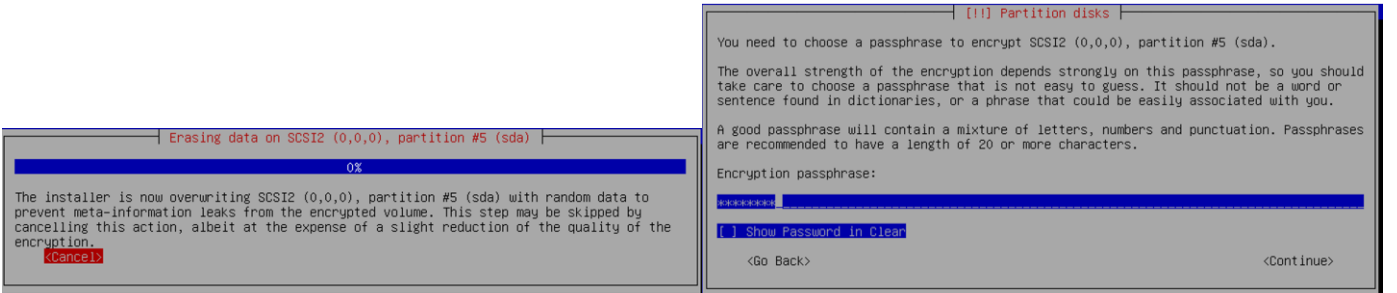 Erasing data on SCSI2 (0,0,0), partition #5 (sda)
0%
The installer is now overwriting SCSI2 (0,0,0), partition #5 (sda) with random data to
prevent meta-information leaks from the encrypted volume. This step may be skipped by
cancelling this action, albeit at the expense of a slight reduction of the quality of the
encryption.
<Cancel>
[!!] Partition disks
You need to choose a passphrase to encrypt SCSI2 (0,0,0), partition #5 (sda).
The overall strength of the encryption depends strongly on this passphrase, so you should
take care to choose a passphrase that is not easy to guess. It should not be a word or
sentence found in dictionaries, or a phrase that could be easily associated with you.
A good passphrase will contain a mixture of letters, numbers and punctuation. Passphrases
are recommended to have a length of 20 or more characters.
Encryption passphrase:
********
[ ] Show Password in Clear
<Go Back>
<Continue>